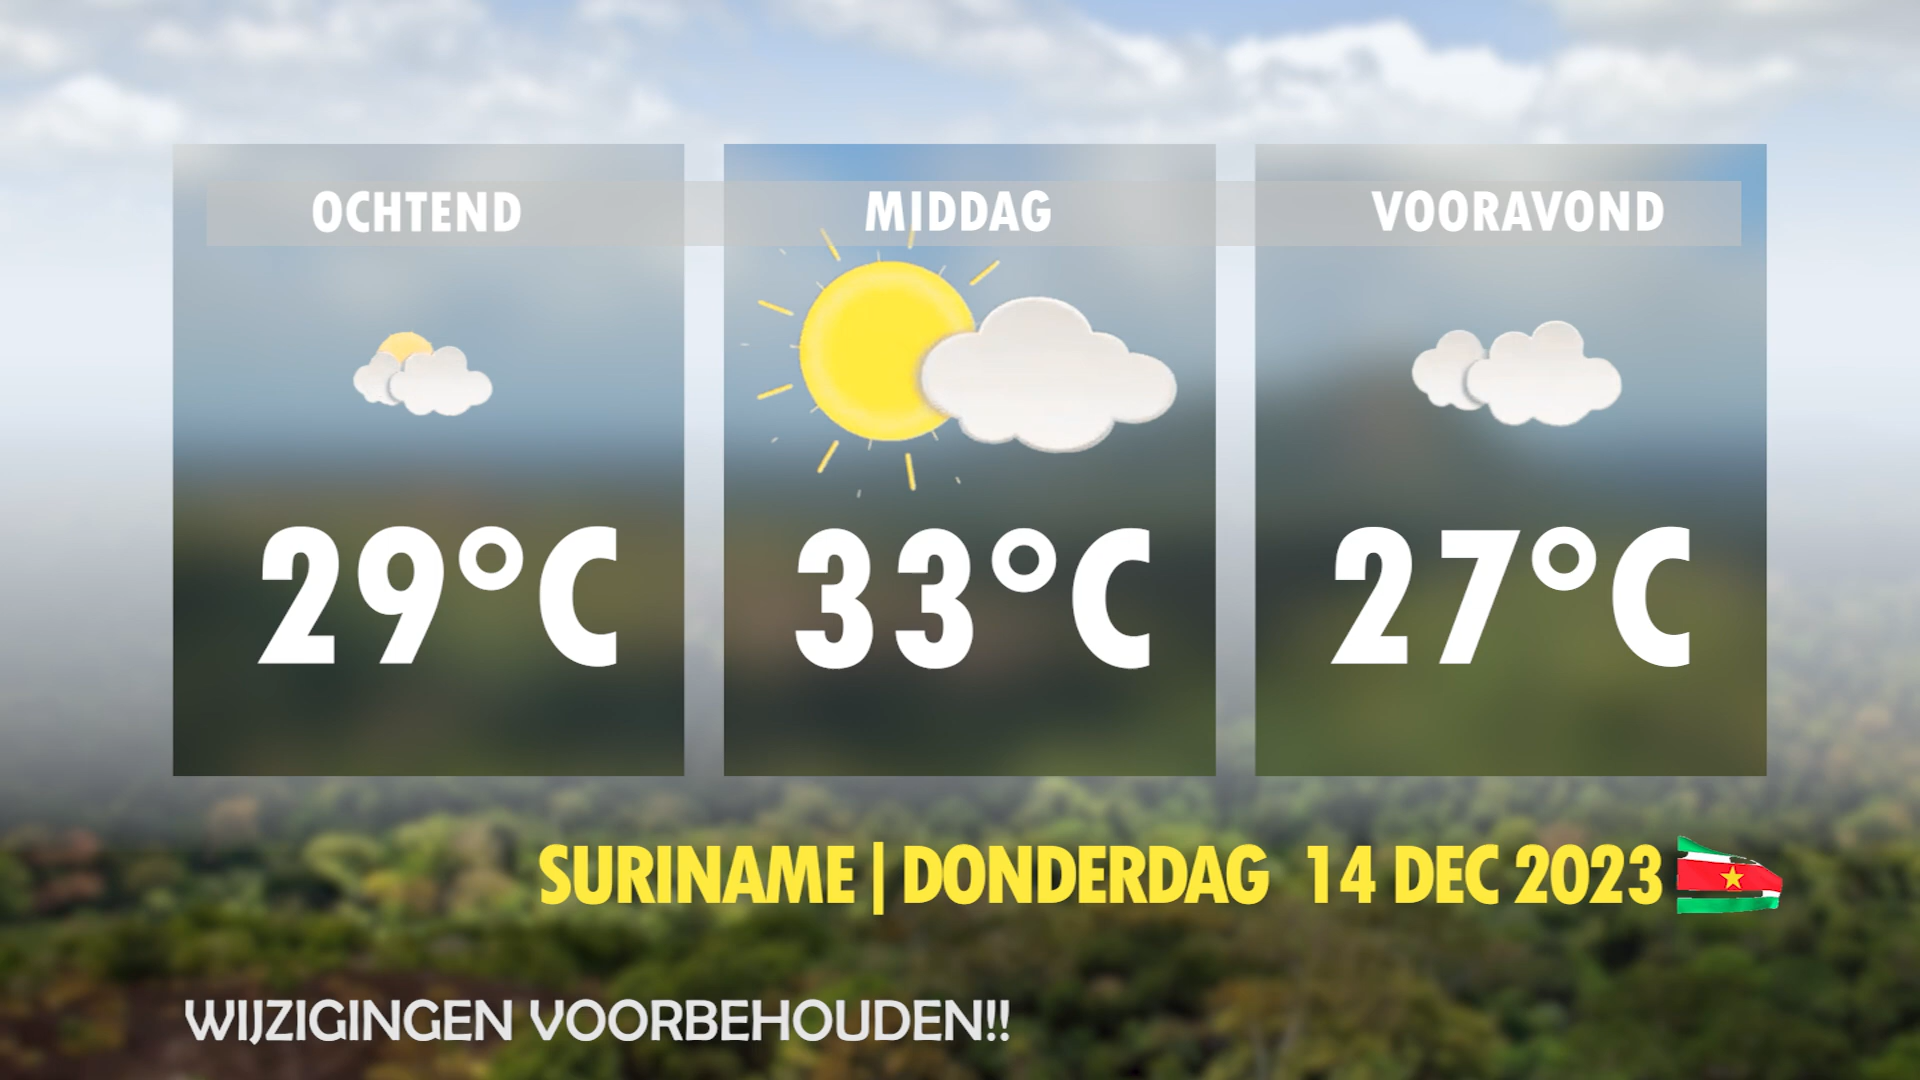 OCHTEND MIDDAG VOORAVOND
29°C 33°C 27°C
SURINAME | DONDERDAG 14 DEC 2023
WIJZIGINGEN VOORBEHOUDEN!!